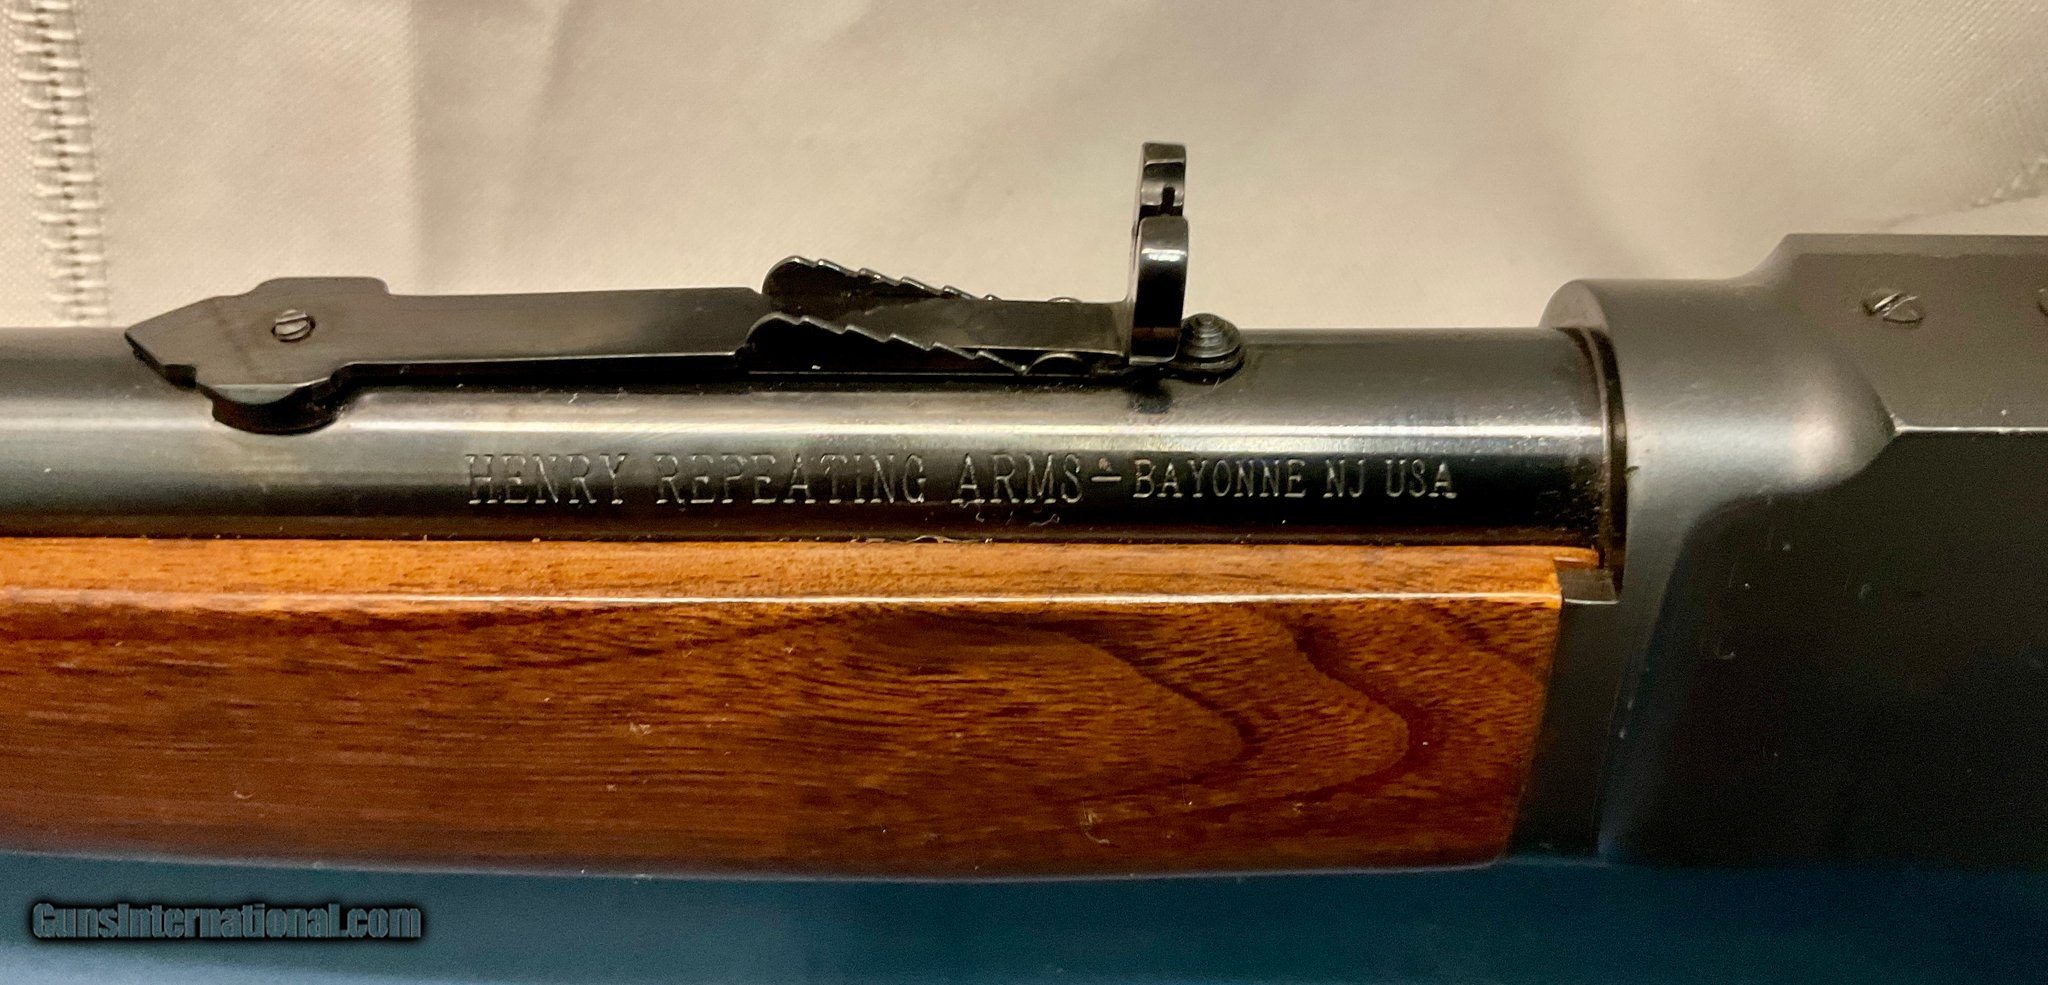 HENRY REPEATING ARMS - BAYONNE NJ USA
GunsInternational.com